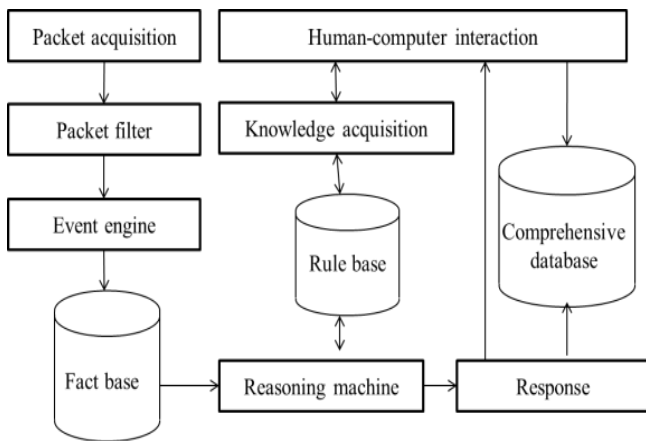 Packet acquisition
Human-computer interaction
Packet filter
Knowledge acquisition
Event engine
Rule base
Comprehensive
database
Fact base
Reasoning machine
Response